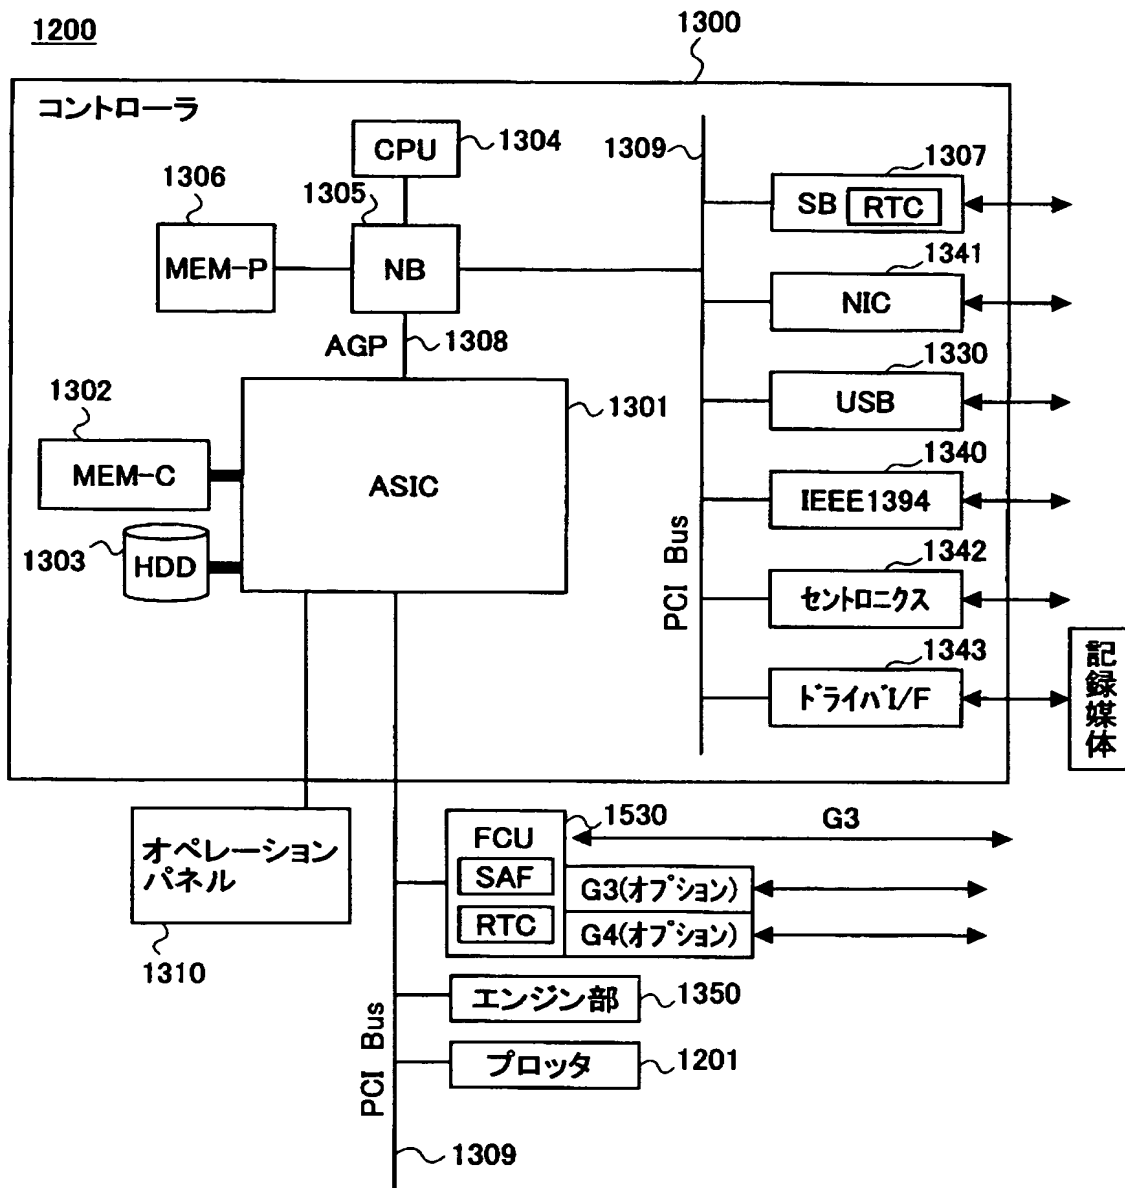 1200
1300
コントローラ
CPU
1304
1309
1307
SB
RTC
1306
1305
MEM-P
NB
1341
NIC
AGP
1308
1330
USB
1302
1301
MEM-C
ASIC
1340
IEEE1394
1303
HDD
PCI Bus
1342
セントロニクス
1343
ドライバI/F
記録媒体
オペレーション
パネル
1310
1530
FCU
SAF
RTC
G3
G3(オプション)
G4(オプション)
エンジン部
1350
プロッタ
1201
PCI Bus
1309